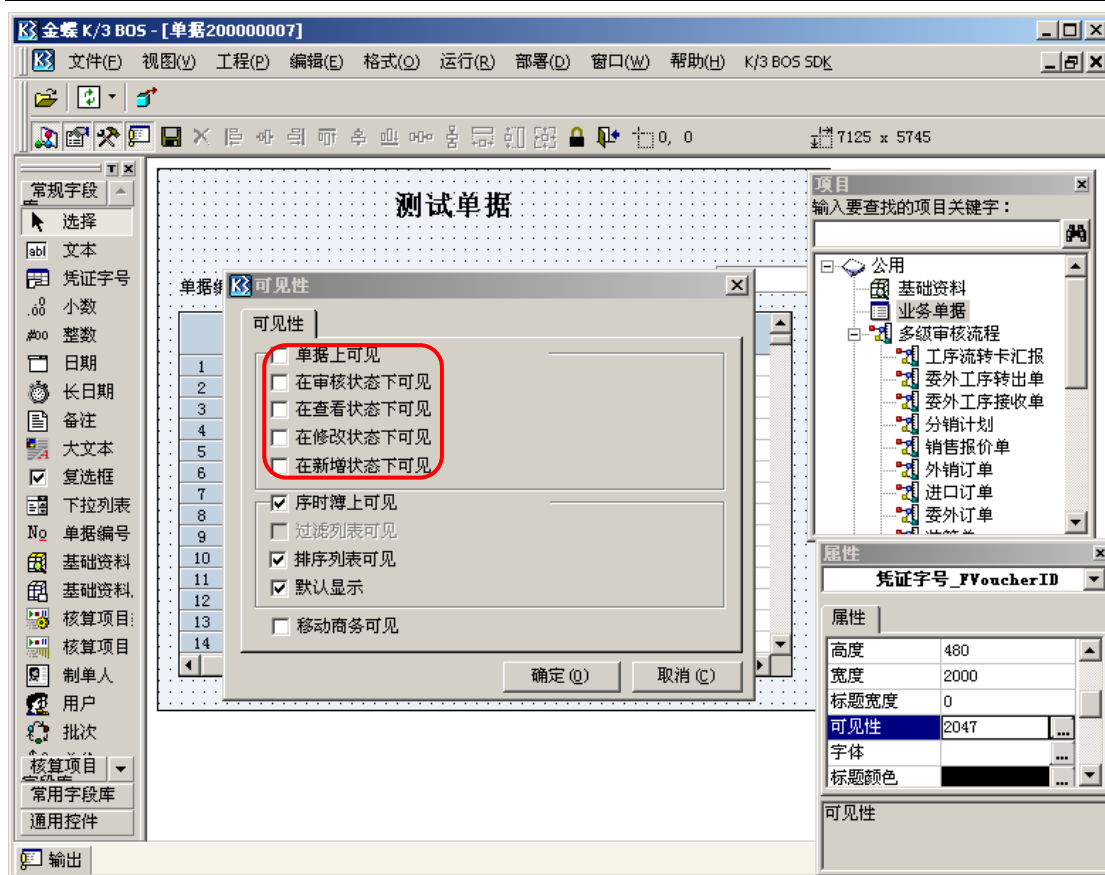 金蝶 K/3 BOS - [单据200000007]
文件(F) 视图(V) 工程(P) 编辑(E) 格式(O) 运行(R) 部署(D) 窗口(W) 帮助(H) K/3 BOS SDK
0, 0
7125 x 5745
常规字段
选择
文本
凭证字号
小数
整数
日期
长日期
备注
大文本
复选框
下拉列表
单据编号
基础资料
基础资料
核算项目
核算项目
制单人
用户
批次
核算项目
常用字段库
通用控件
输出
测试单据
单据编
1
2
3
4
5
6
7
8
9
10
11
12
13
14
可见性
可见性
单据上可见
在审核状态下可见
在查看状态下可见
在修改状态下可见
在新增状态下可见
序时簿上可见
过滤列表可见
排序列表可见
默认显示
移动商务可见
确定(O) 取消(C)
项目
输入要查找的项目关键字：
公用
基础资料
业务单据
多级审核流程
工序流转卡汇报
委外工序转出单
委外工序接收单
分销计划
销售报价单
外销订单
进口订单
委外订单
属性
凭证字号_FVoucherID
属性
高度 480
宽度 2000
标题宽度 0
可见性 2047 ...
字体 ...
标题颜色 ...
可见性